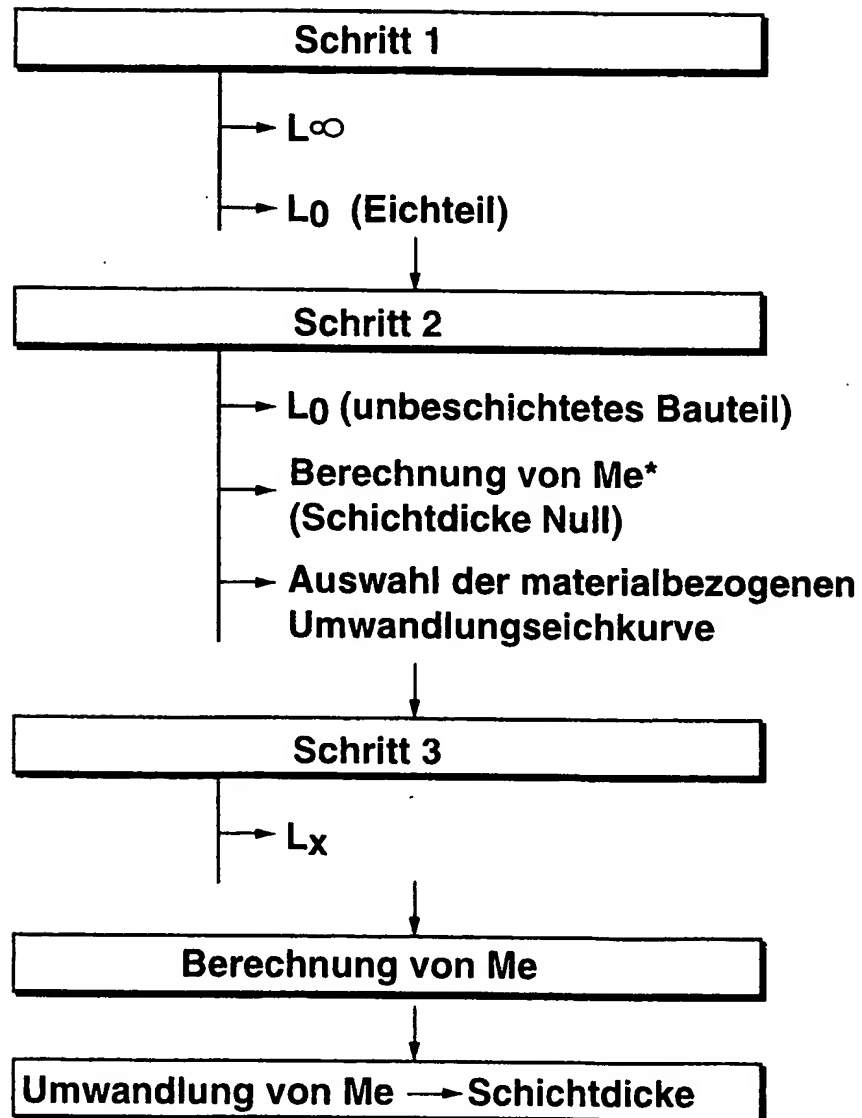 Schritt 1
L∞
L0 (Eichteil)
Schritt 2
L0 (unbeschichtetes Bauteil)
Berechnung von Me*
(Schichtdicke Null)
Auswahl der materialbezogenen
Umwandlungseichkurve
Schritt 3
Lx
Berechnung von Me
Umwandlung von Me → Schichtdicke